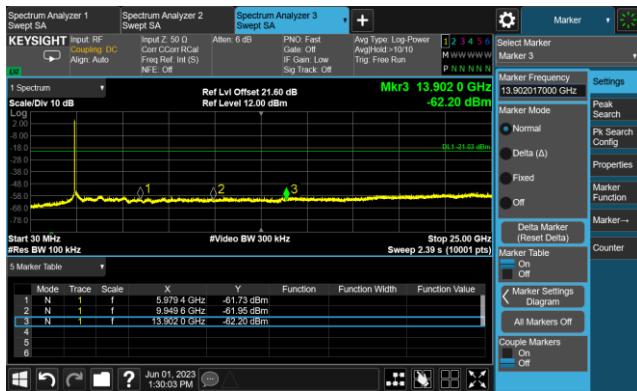 Spectrum Analyzer 1 Spectrum Analyzer 2 Spectrum Analyzer 3 Marker
Swept SA Swept SA Swept SA
KEYSIGHT Input: RF Input Z: 50 Ω Atten: 6 dB PNO: Fast Avg Type: Log-Power 1 2 3 4 5 6
Coupling: DC Corr CCorr RCal Gate: Off Avg|Hold:>10/10 M W W W W W
Align: Auto Freq Ref: Int (S) IF Gain: Low Trig: Free Run P N N N N N
NFE: Off Sig Track: Off
LXI
Select Marker
Marker 3
1 Spectrum Ref Lvl Offset 21.60 dB Mkr3 13.902 0 GHz
Scale/Div 10 dB Ref Level 12.00 dBm -62.20 dBm
Log
2.00
-8.00
-18.0 DL1 -21.03 dBm
-28.0
-38.0
-48.0
-58.0
-68.0
-78.0
1 2 3
Start 30 MHz #Video BW 300 kHz Stop 25.00 GHz
#Res BW 100 kHz Sweep 2.39 s (10001 pts)
5 Marker Table
Mode Trace Scale X Y Function Function Width Function Value
1 N 1 f 5.979 4 GHz -61.73 dBm
2 N 1 f 9.949 6 GHz -61.95 dBm
3 N 1 f 13.902 0 GHz -62.20 dBm
4
5
6
Marker Frequency
13.902017000 GHz
Marker Mode
Normal
Delta (Δ)
Fixed
Off
Delta Marker
(Reset Delta)
Marker Table
On
Off
Marker Settings
Diagram
All Markers Off
Couple Markers
On
Off
Settings
Peak
Search
Pk Search
Config
Properties
Marker
Function
Marker→
Counter
? Jun 01, 2023
1:30:03 PM